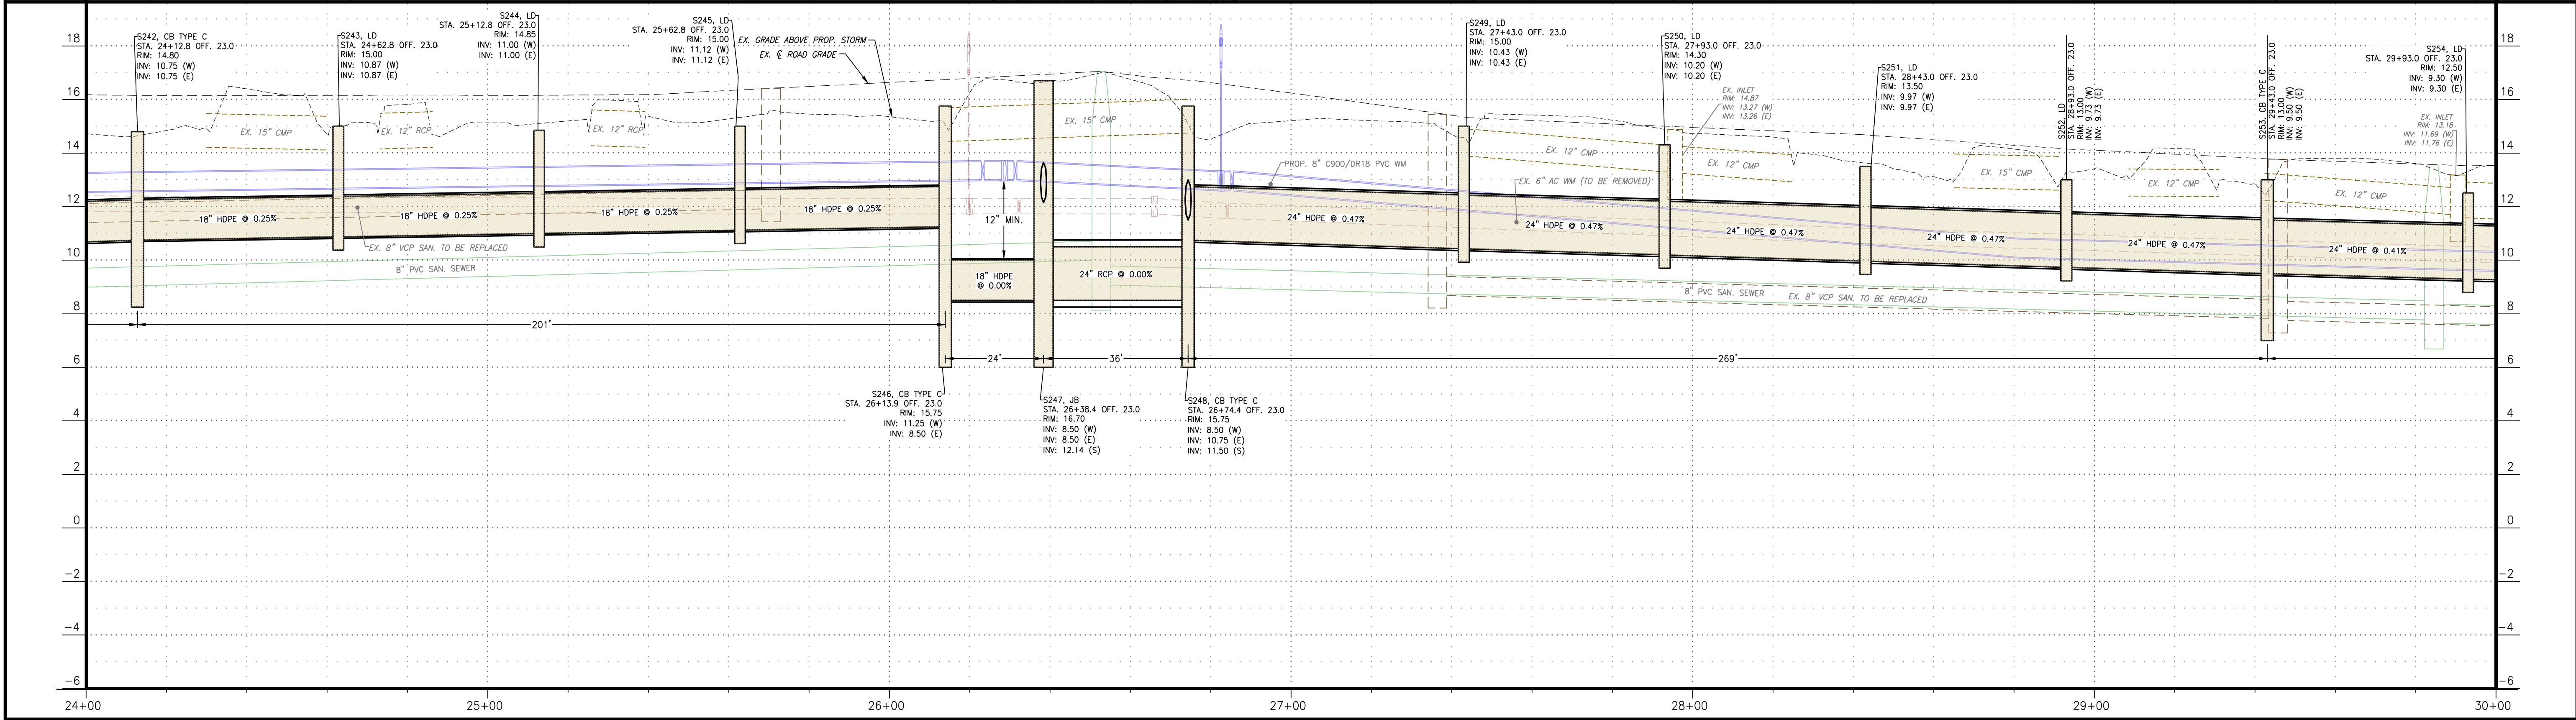 S242, CB TYPE C
STA. 24+12.8 OFF. 23.0
RIM: 14.80
INV: 10.75 (W)
INV: 10.75 (E)
S243, LD
STA. 24+62.8 OFF. 23.0
RIM: 15.00
INV: 10.87 (W)
INV: 10.87 (E)
S244, LD
STA. 25+12.8 OFF. 23.0
RIM: 14.85
INV: 11.00 (W)
INV: 11.00 (E)
S245, LD
STA. 25+62.8 OFF. 23.0
RIM: 15.00
INV: 11.12 (W)
INV: 11.12 (E)
EX. GRADE ABOVE PROP. STORM
EX. ℄ ROAD GRADE
S249, LD
STA. 27+43.0 OFF. 23.0
RIM: 15.00
INV: 10.43 (W)
INV: 10.43 (E)
S250, LD
STA. 27+93.0 OFF. 23.0
RIM: 14.30
INV: 10.20 (W)
INV: 10.20 (E)
EX. INLET
RIM: 14.87
INV: 13.27 (W)
INV: 13.26 (E)
S251, LD
STA. 28+43.0 OFF. 23.0
RIM: 13.50
INV: 9.97 (W)
INV: 9.97 (E)
S252, LD
STA. 28+93.0 OFF. 23.0
RIM: 13.00
INV: 9.73 (W)
INV: 9.73 (E)
S253, CB TYPE C
STA. 29+43.0 OFF. 23.0
RIM: 13.00
INV: 9.50 (W)
INV: 9.50 (E)
S254, LD
STA. 29+93.0 OFF. 23.0
RIM: 12.50
INV: 9.30 (W)
INV: 9.30 (E)
EX. INLET
RIM: 13.18
INV: 11.69 (W)
INV: 11.76 (E)
EX. 15" CMP
EX. 12" RCP
EX. 12" RCP
EX. 15" CMP
EX. 12" CMP
EX. 12" CMP
EX. 15" CMP
EX. 12" CMP
EX. 12" CMP
PROP. 8" C900/DR18 PVC WM
EX. 6" AC WM (TO BE REMOVED)
18" HDPE @ 0.25%
18" HDPE @ 0.25%
18" HDPE @ 0.25%
18" HDPE @ 0.25%
12" MIN.
24" HDPE @ 0.47%
24" HDPE @ 0.47%
24" HDPE @ 0.47%
24" HDPE @ 0.47%
24" HDPE @ 0.47%
24" HDPE @ 0.41%
EX. 8" VCP SAN. TO BE REPLACED
8" PVC SAN. SEWER
18" HDPE
@ 0.00%
24" RCP @ 0.00%
8" PVC SAN. SEWER
EX. 8" VCP SAN. TO BE REPLACED
201'
24'
36'
269'
S246, CB TYPE C
STA. 26+13.9 OFF. 23.0
RIM: 15.75
INV: 11.25 (W)
INV: 8.50 (E)
S247, JB
STA. 26+38.4 OFF. 23.0
RIM: 16.70
INV: 8.50 (W)
INV: 8.50 (E)
INV: 12.14 (S)
S248, CB TYPE C
STA. 26+74.4 OFF. 23.0
RIM: 15.75
INV: 8.50 (W)
INV: 10.75 (E)
INV: 11.50 (S)
18
16
14
12
10
8
6
4
2
0
-2
-4
-6
18
16
14
12
10
8
6
4
2
0
-2
-4
-6
24+00
25+00
26+00
27+00
28+00
29+00
30+00